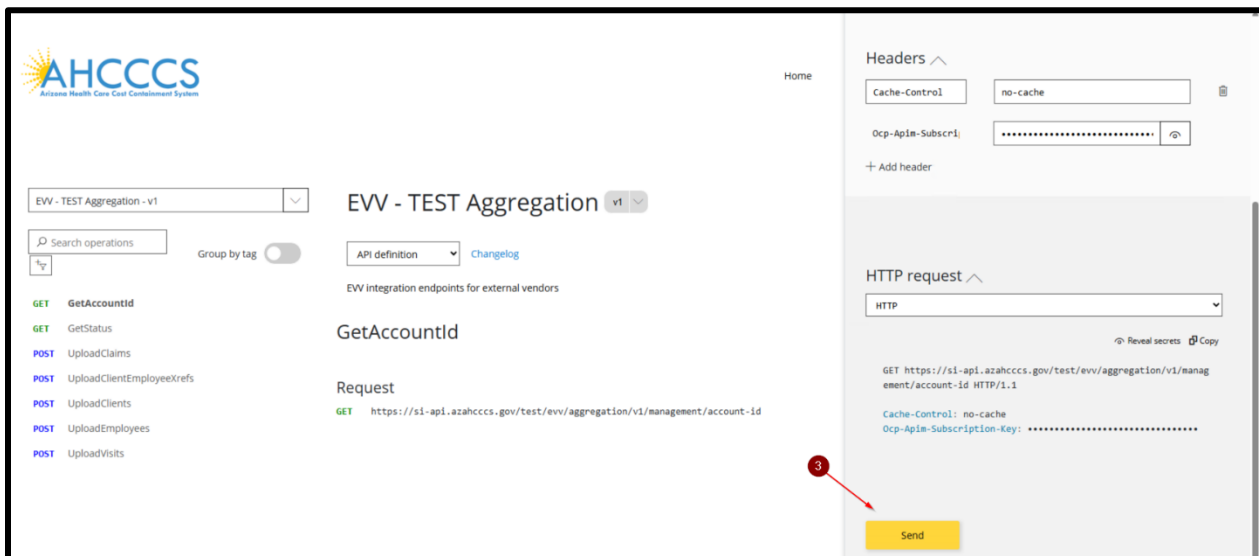 AHCCCS
Arizona Health Care Cost Containment System
Home
EVV - TEST Aggregation - v1
Search operations
Group by tag
GET GetAccountId
GET GetStatus
POST UploadClaims
POST UploadClientEmployeeXrefs
POST UploadClients
POST UploadEmployees
POST UploadVisits
EVV - TEST Aggregation v1
API definition Changelog
EVV integration endpoints for external vendors
GetAccountId
Request
GET https://si-api.azahcccs.gov/test/evv/aggregation/v1/management/account-id
Headers
Cache-Control no-cache
Ocp-Apim-Subscri ••••••••••••••••••••••••••••
+ Add header
HTTP request
HTTP
Reveal secrets Copy
GET https://si-api.azahcccs.gov/test/evv/aggregation/v1/manag
ement/account-id HTTP/1.1
Cache-Control: no-cache
Ocp-Apim-Subscription-Key: ••••••••••••••••••••••••••••••••
3
Send